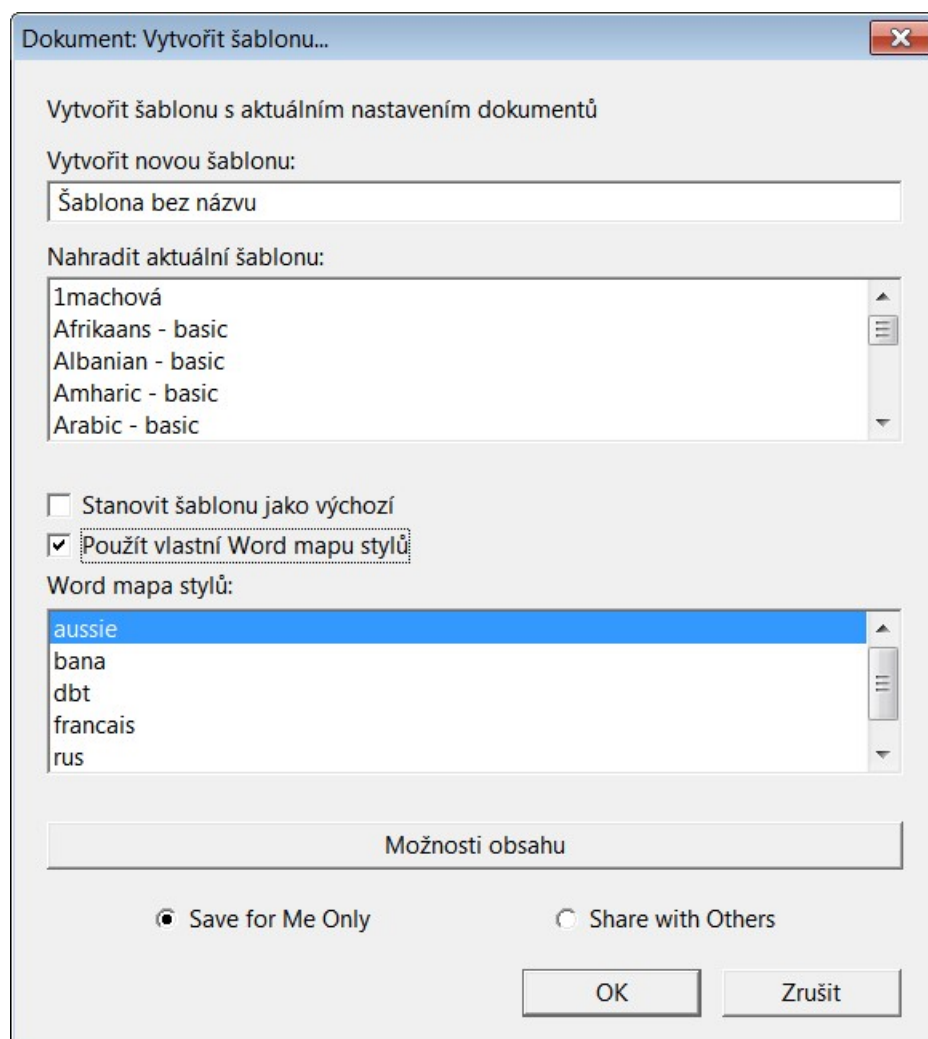 Dokument: Vytvořit šablonu...
Vytvořit šablonu s aktuálním nastavením dokumentů
Vytvořit novou šablonu:
Šablona bez názvu
Nahradit aktuální šablonu:
1machová
Afrikaans - basic
Albanian - basic
Amharic - basic
Arabic - basic
Stanovit šablonu jako výchozí
Použít vlastní Word mapu stylů
Word mapa stylů:
aussie
bana
dbt
francais
rus
Možnosti obsahu
Save for Me Only Share with Others
OK Zrušit